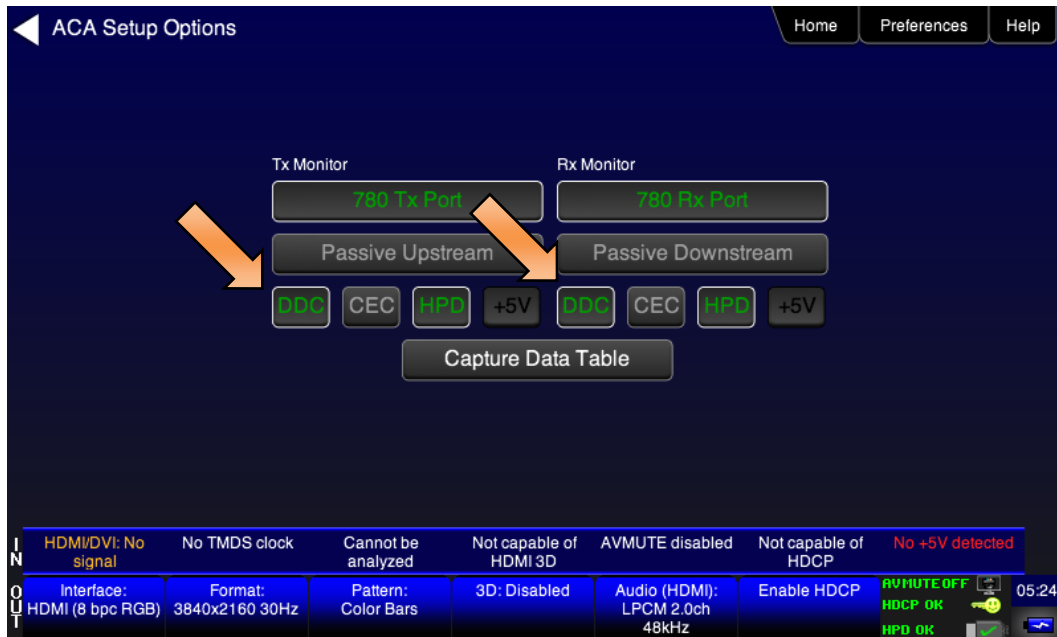 ACA Setup Options
Home
Preferences
Help
Tx Monitor
Rx Monitor
780 Tx Port
780 Rx Port
Passive Upstream
Passive Downstream
DDC
CEC
HPD
+5V
DDC
CEC
HPD
+5V
Capture Data Table
IN
HDMI/DVI: No
signal
No TMDS clock
Cannot be
analyzed
Not capable of
HDMI 3D
AVMUTE disabled
Not capable of
HDCP
No +5V detected
OUT
Interface:
HDMI (8 bpc RGB)
Format:
3840x2160 30Hz
Pattern:
Color Bars
3D: Disabled
Audio (HDMI):
LPCM 2.0ch
48kHz
Enable HDCP
AVMUTEOFF
HDCP OK
HPD OK
05:24